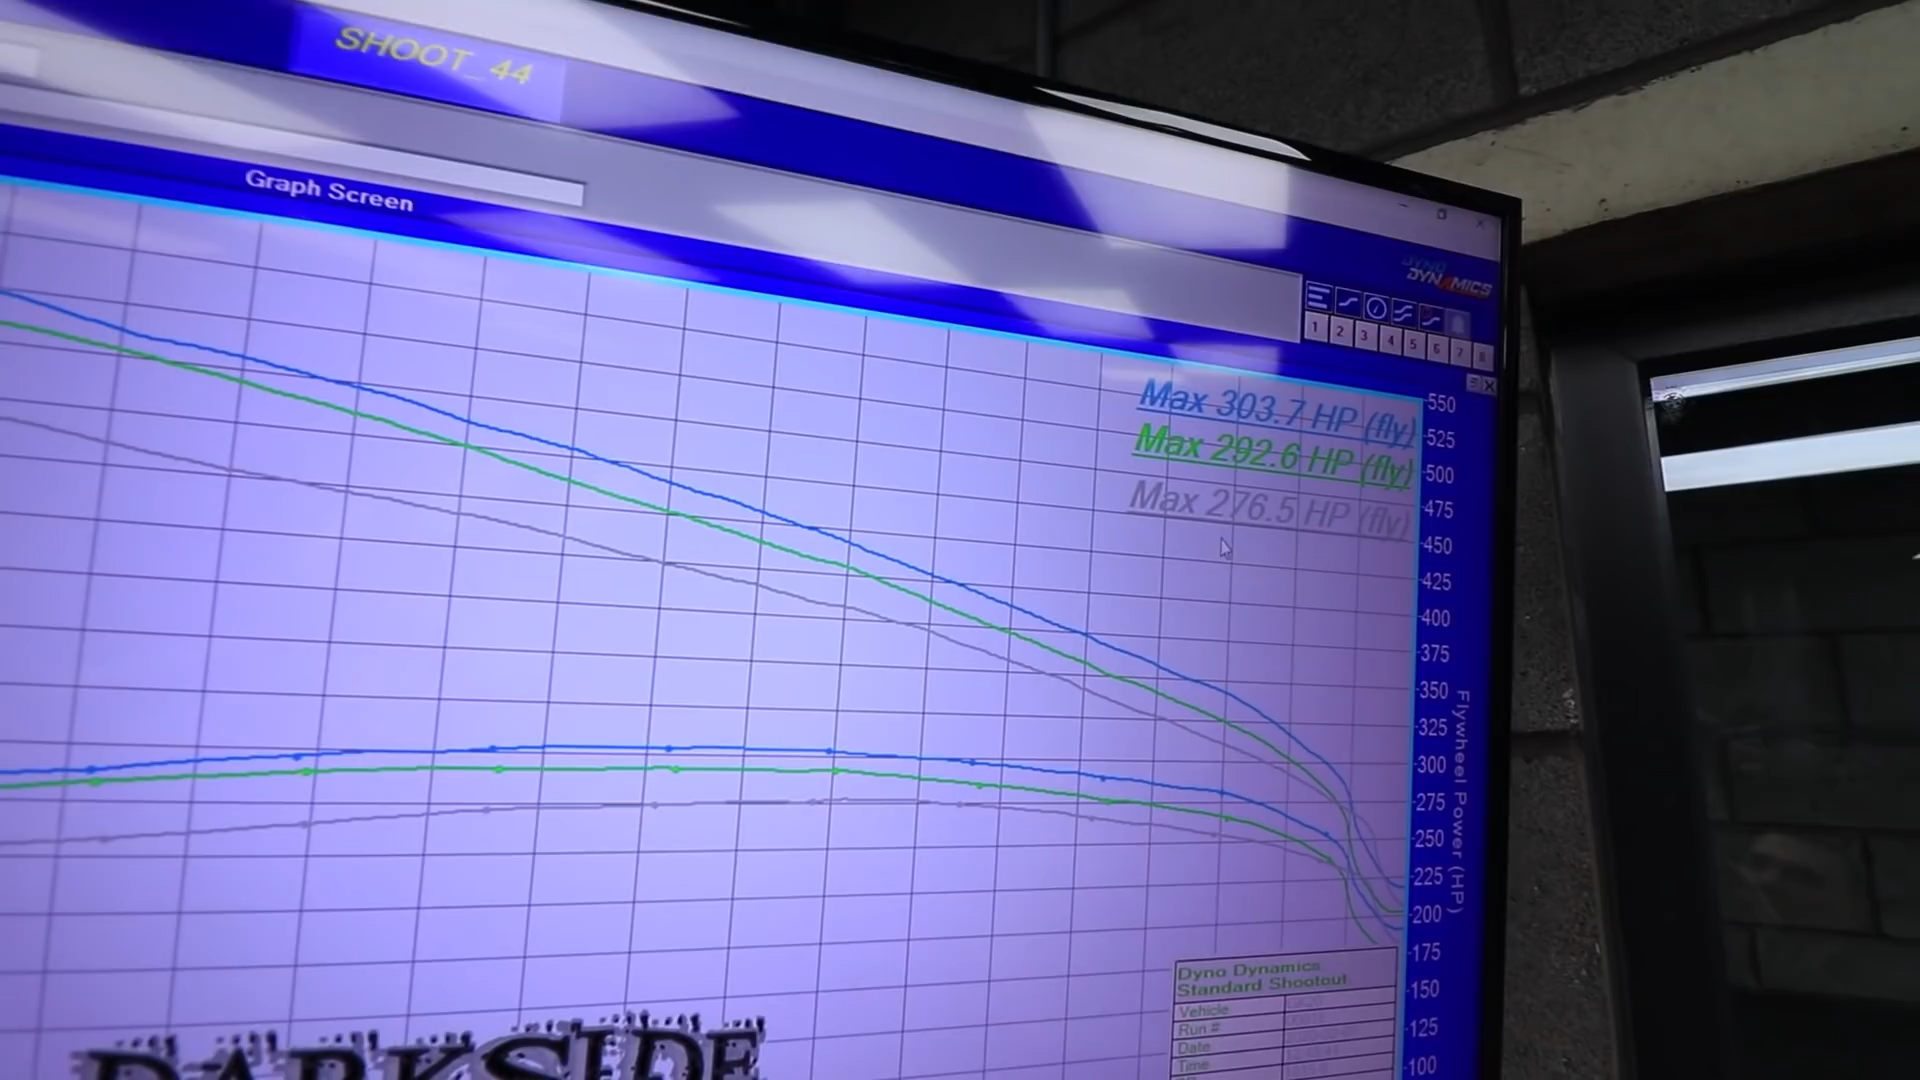 SHOOT_44
Graph Screen
DYNO
DYNAMICS
1 2 3 4 5 6 7 8
Max 303.7 HP (fly)
Max 292.6 HP (fly)
Max 276.5 HP (fly)
550
525
500
475
450
425
400
375
350
325
300
275
250
225
200
175
150
125
100
Flywheel Power (HP)
Dyno Dynamics
Standard Shootout
Vehicle
Run #
Date
Time
DARKSIDE